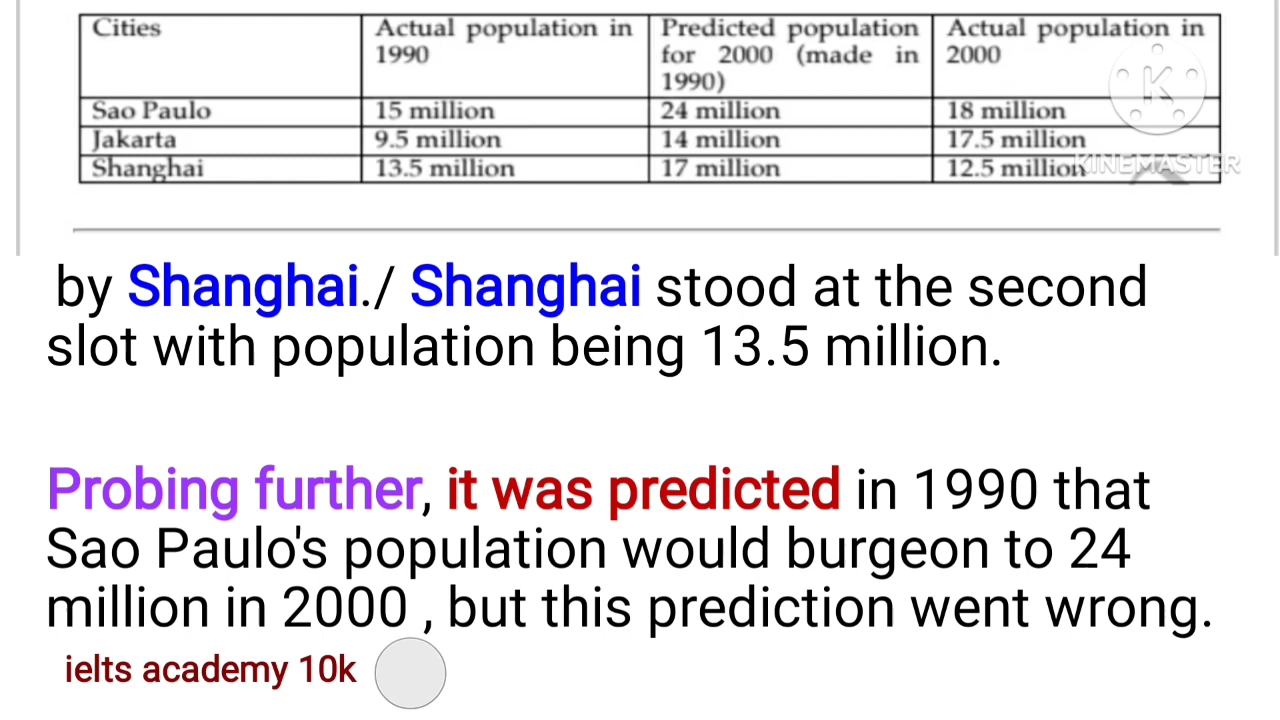 Cities Actual population in 1990 Predicted population for 2000 (made in 1990) Actual population in 2000
Sao Paulo 15 million 24 million 18 million
Jakarta 9.5 million 14 million 17.5 million
Shanghai 13.5 million 17 million 12.5 million
K
KINEMASTER
by Shanghai./ Shanghai stood at the second
slot with population being 13.5 million.
Probing further, it was predicted in 1990 that
Sao Paulo's population would burgeon to 24
million in 2000 , but this prediction went wrong.
ielts academy 10k